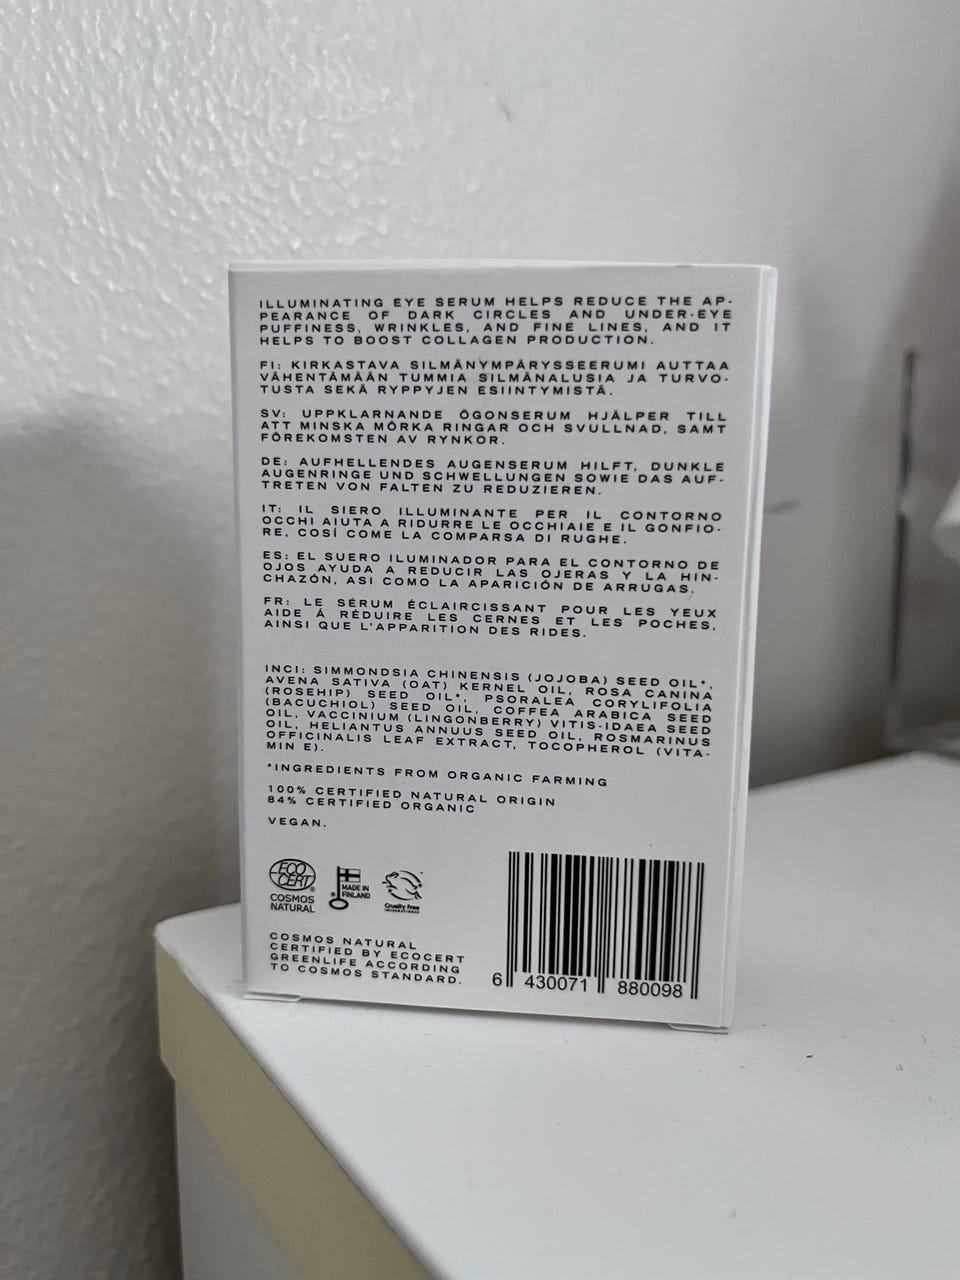 ILLUMINATING EYE SERUM HELPS REDUCE THE AP-
PEARANCE OF DARK CIRCLES AND UNDER-EYE
PUFFINESS, WRINKLES, AND FINE LINES, AND IT
HELPS TO BOOST COLLAGEN PRODUCTION.
FI: KIRKASTAVA SILMÄNYMPÄRYSSEERUMI AUTTAA
VÄHENTÄMÄÄN TUMMIA SILMÄNALUSIA JA TURVO-
TUSTA SEKÄ RYPPYJEN ESIINTYMISTÄ.
SV: UPPKLARNANDE ÖGONSERUM HJÄLPER TILL
ATT MINSKA MÖRKA RINGAR OCH SVULLNAD, SAMT
FÖREKOMSTEN AV RYNKOR.
DE: AUFHELLENDES AUGENSERUM HILFT, DUNKLE
AUGENRINGE UND SCHWELLUNGEN SOWIE DAS AUF-
TRETEN VON FALTEN ZU REDUZIEREN.
IT: IL SIERO ILLUMINANTE PER IL CONTORNO
OCCHI AIUTA A RIDURRE LE OCCHIAIE E IL GONFIO-
RE, COSÍ COME LA COMPARSA DI RUGHE.
ES: EL SUERO ILUMINADOR PARA EL CONTORNO DE
OJOS AYUDA A REDUCIR LAS OJERAS Y LA HIN-
CHAZÓN, ASI COMO LA APARICIÓN DE ARRUGAS.
FR: LE SÉRUM ÉCLAIRCISSANT POUR LES YEUX
AIDE Á RÉDUIRE LES CERNES ET LES POCHES,
AINSI QUE L'APPARITION DES RIDES.
INCI: SIMMONDSIA CHINENSIS (JOJOBA) SEED OIL*,
AVENA SATIVA (OAT) KERNEL OIL, ROSA CANINA
(ROSEHIP) SEED OIL*, PSORALEA CORYLIFOLIA
(BACUCHIOL) SEED OIL, COFFEA ARABICA SEED
OIL, VACCINIUM (LINGONBERRY) VITIS-IDAEA SEED
OIL, HELIANTUS ANNUUS SEED OIL, ROSMARINUS
OFFICINALIS LEAF EXTRACT, TOCOPHEROL (VITA-
MIN E).
*INGREDIENTS FROM ORGANIC FARMING
100% CERTIFIED NATURAL ORIGIN
84% CERTIFIED ORGANIC
VEGAN.
ECO
CERT
COSMOS
NATURAL
MADE IN
FINLAND
Cruelty Free
INTERNATIONAL
COSMOS NATURAL
CERTIFIED BY ECOCERT
GREENLIFE ACCORDING
TO COSMOS STANDARD.
6 430071 880098